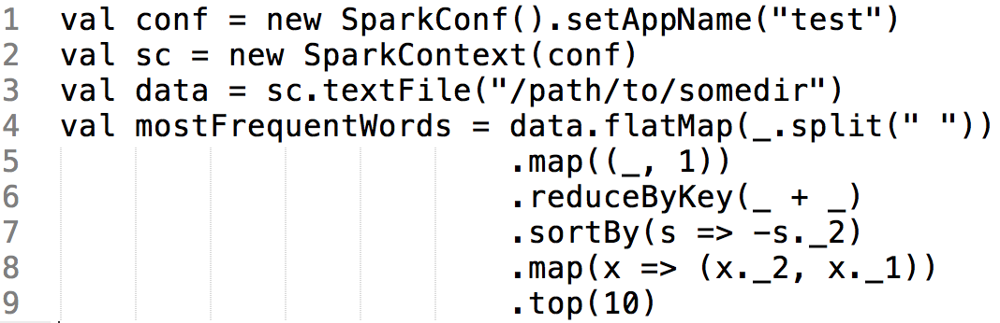 1 val conf = new SparkConf().setAppName("test")
2 val sc = new SparkContext(conf)
3 val data = sc.textFile("/path/to/somedir")
4 val mostFrequentWords = data.flatMap(_.split(" "))
5                         .map((_, 1))
6                         .reduceByKey(_ + _)
7                         .sortBy(s => -s._2)
8                         .map(x => (x._2, x._1))
9                         .top(10)